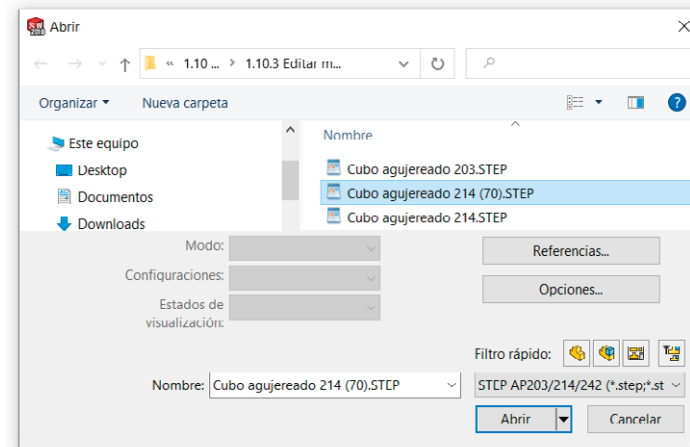 SW
2018
Abrir
« 1.10 ... > 1.10.3 Editar m...
Organizar
Nueva carpeta
?
Este equipo
Desktop
Documentos
Downloads
Nombre
Cubo agujereado 203.STEP
Cubo agujereado 214 (70).STEP
Cubo agujereado 214.STEP
Modo:
Configuraciones:
Estados de
visualización:
Referencias...
Opciones...
Filtro rápido:
Nombre: Cubo agujereado 214 (70).STEP
STEP AP203/214/242 (*.step;*.st
Abrir
Cancelar